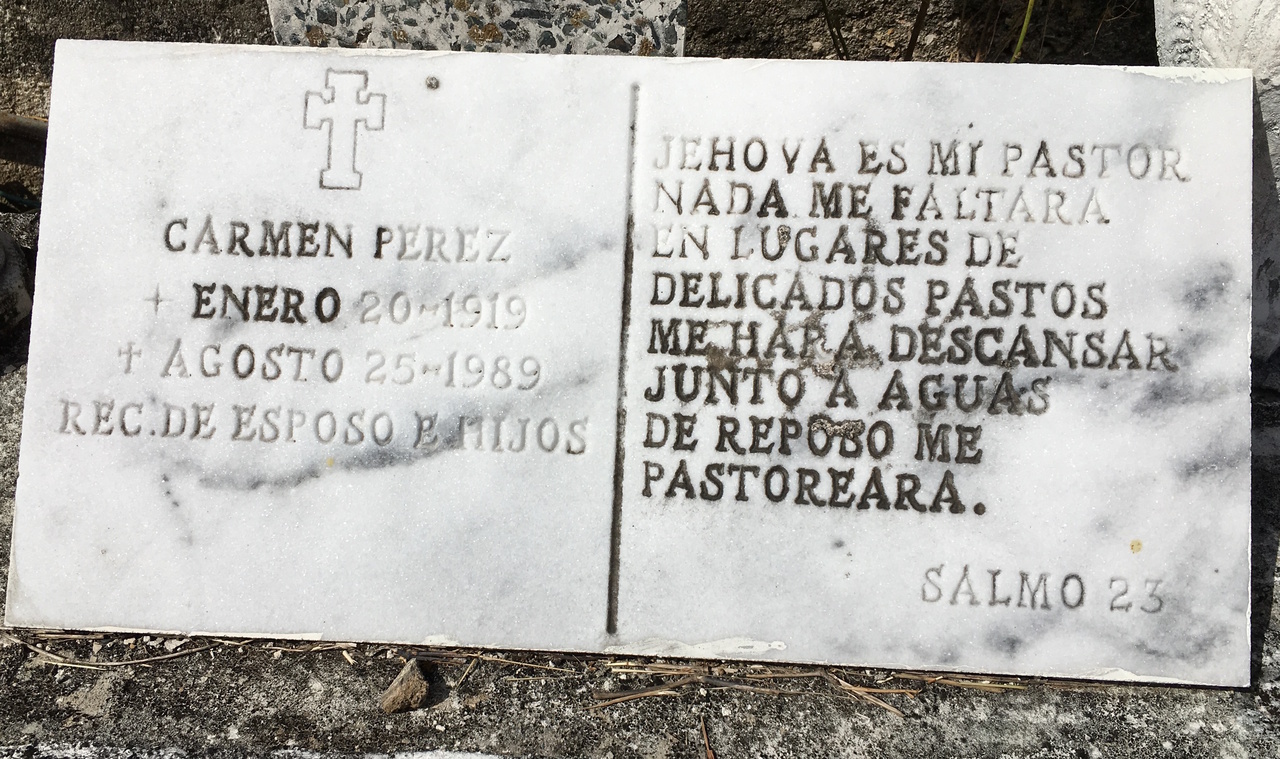 CARMEN PEREZ
+ ENERO 20-1919
✝ AGOSTO 25-1989
REC. DE ESPOSO E HIJOS
JEHOVA ES MI PASTOR
NADA ME FALTARA
EN LUGARES DE
DELICADOS PASTOS
ME HARA DESCANSAR
JUNTO A AGUAS
DE REPOSO ME
PASTOREARA.
SALMO 23